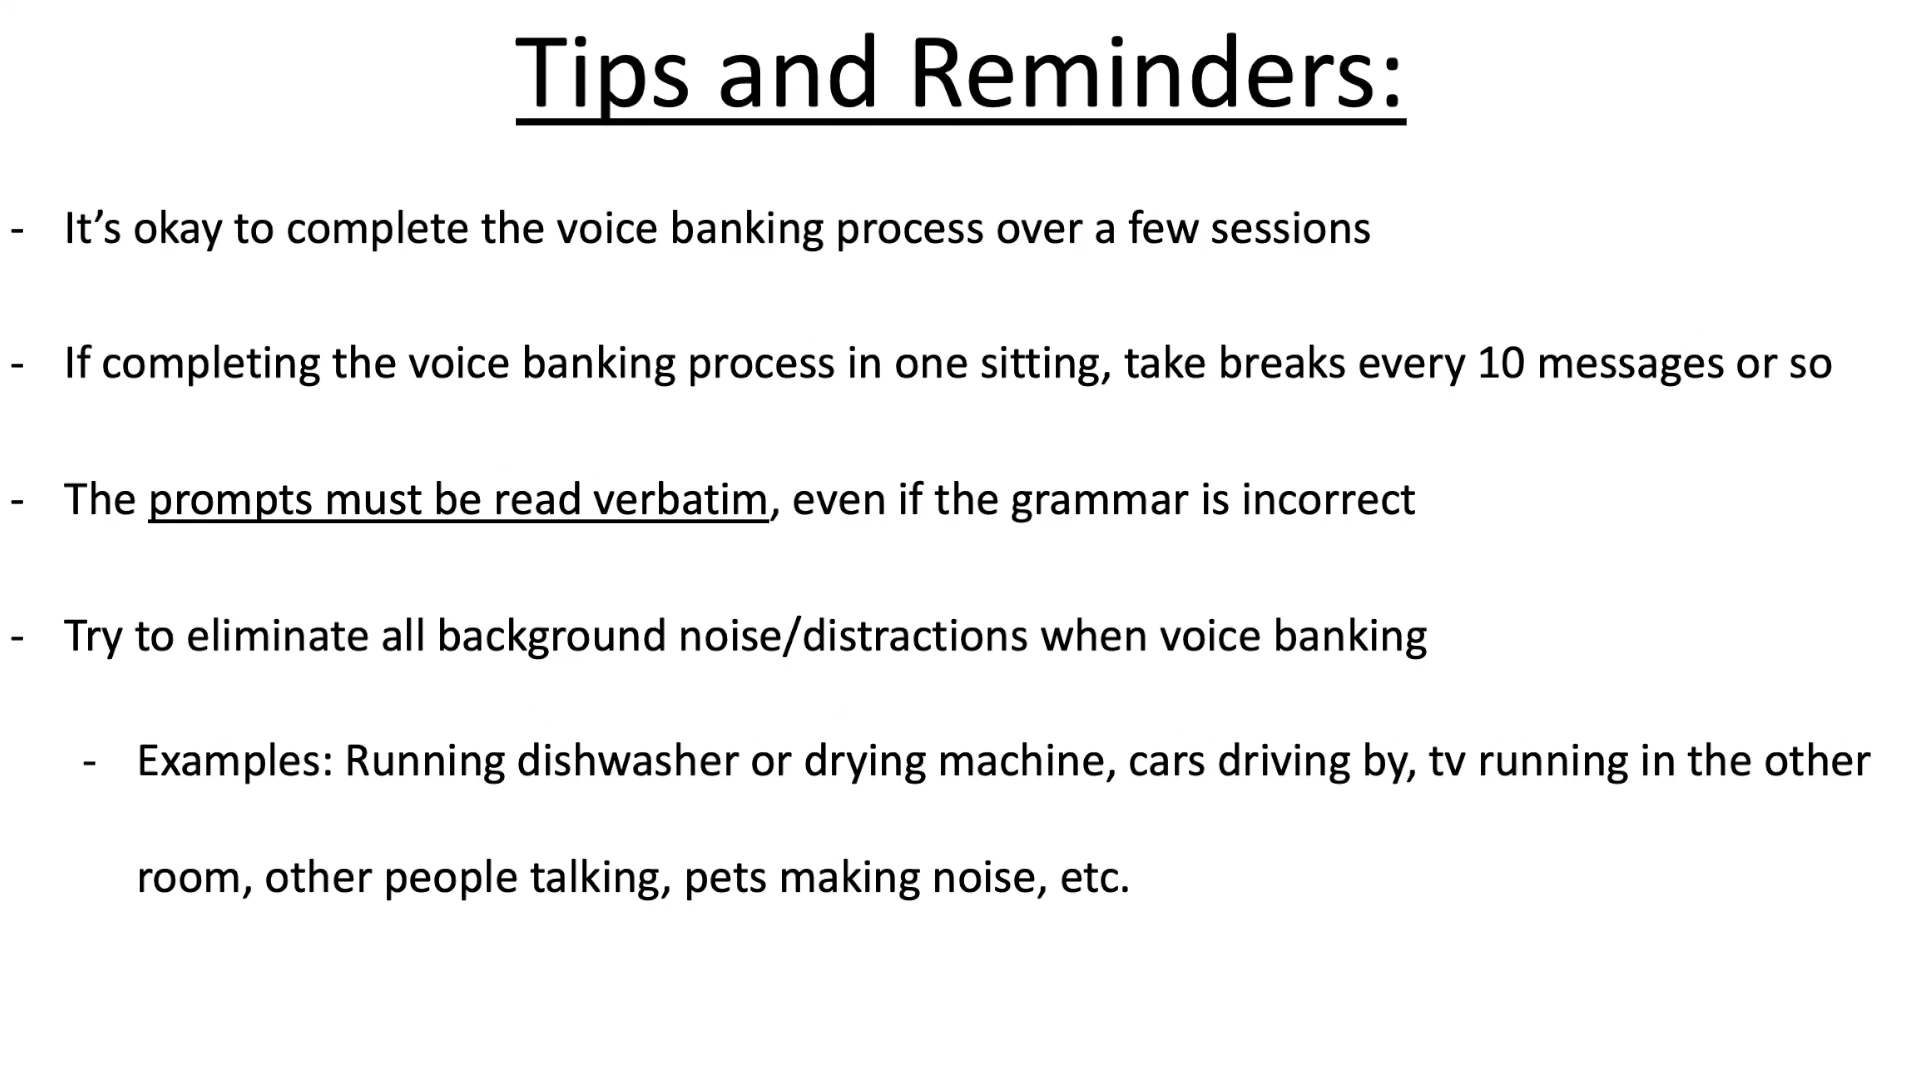 Tips and Reminders:
- It’s okay to complete the voice banking process over a few sessions
- If completing the voice banking process in one sitting, take breaks every 10 messages or so
- The prompts must be read verbatim, even if the grammar is incorrect
- Try to eliminate all background noise/distractions when voice banking
- Examples: Running dishwasher or drying machine, cars driving by, tv running in the other
room, other people talking, pets making noise, etc.